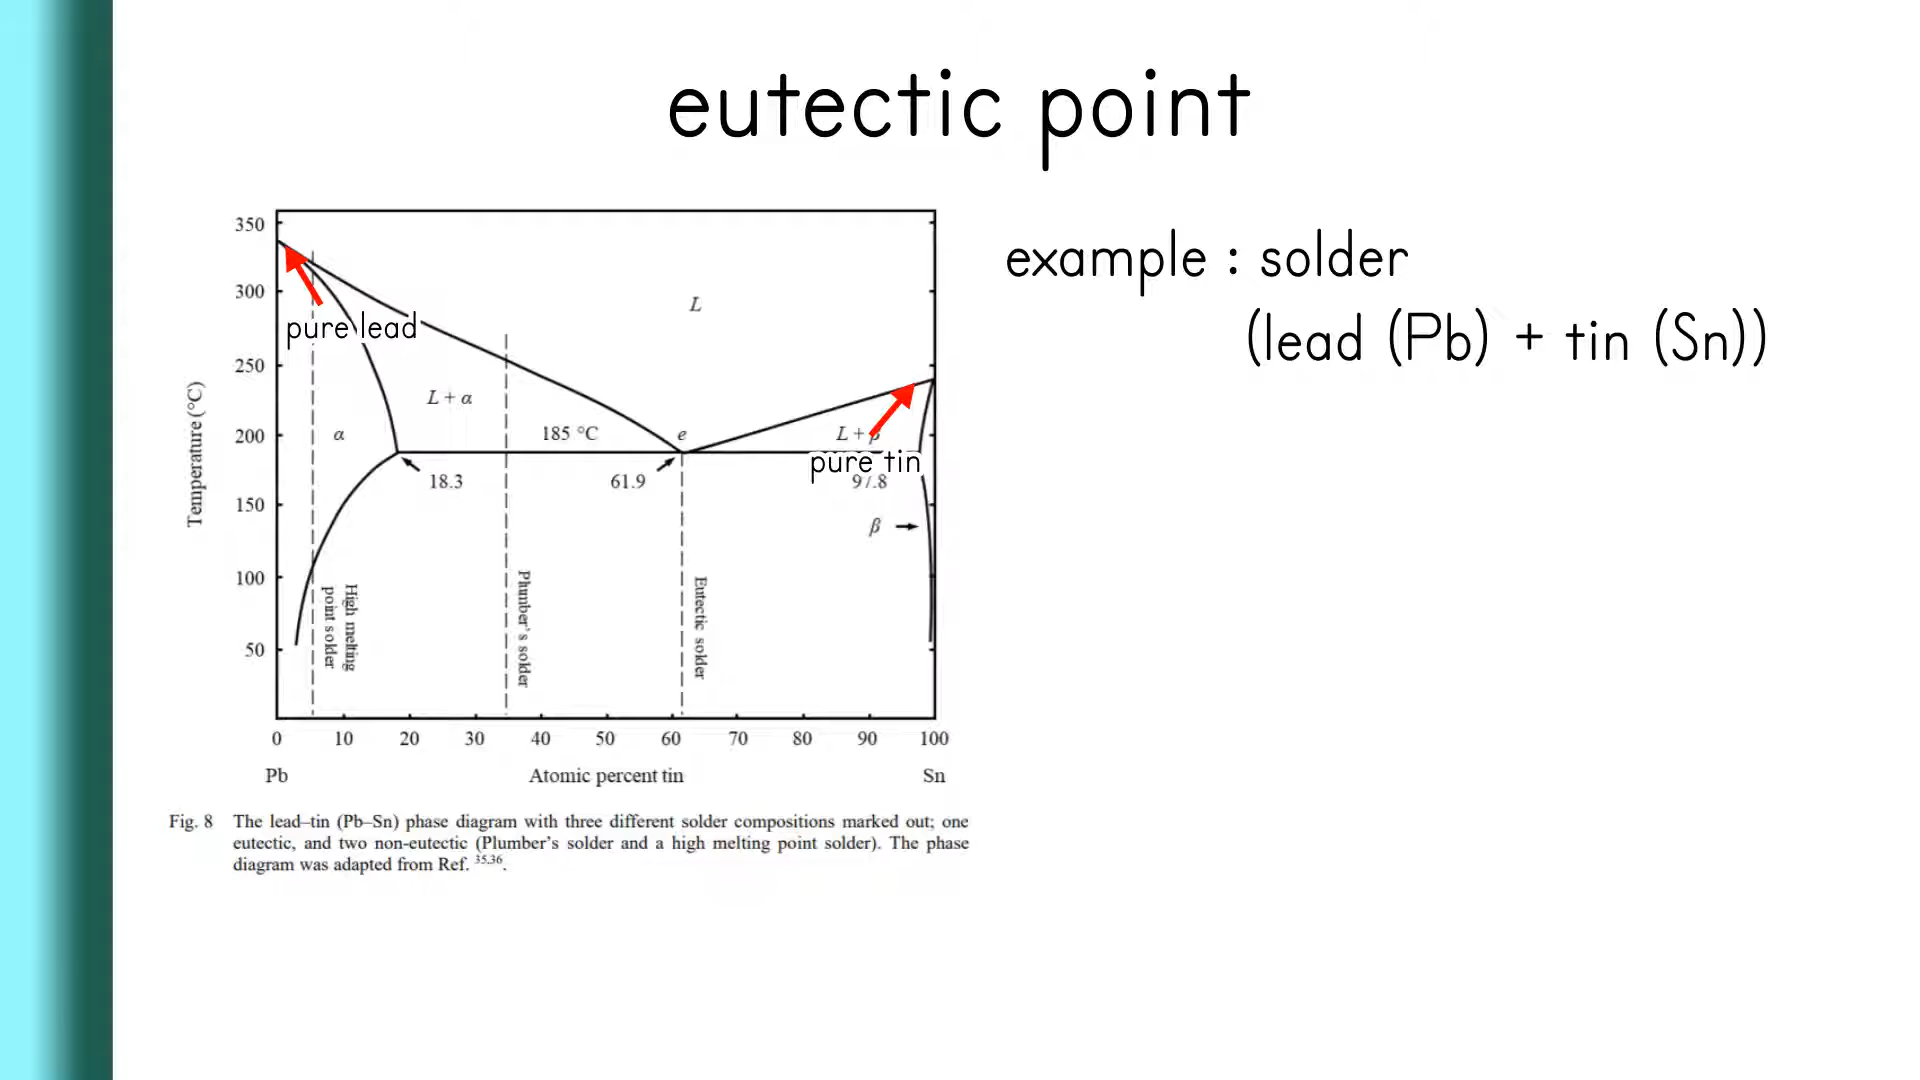 eutectic point
example : solder
(lead (Pb) + tin (Sn))
350
300
250
200
150
100
50
Temperature (°C)
pure lead
L
L + α
α
185 °C
e
L +
pure tin
18.3
61.9
97.8
β
High melting
point solder
Plumber's solder
Eutectic solder
0 10 20 30 40 50 60 70 80 90 100
Pb Atomic percent tin Sn
Fig. 8 The lead–tin (Pb–Sn) phase diagram with three different solder compositions marked out; one
eutectic, and two non-eutectic (Plumber's solder and a high melting point solder). The phase
diagram was adapted from Ref. 35,36.